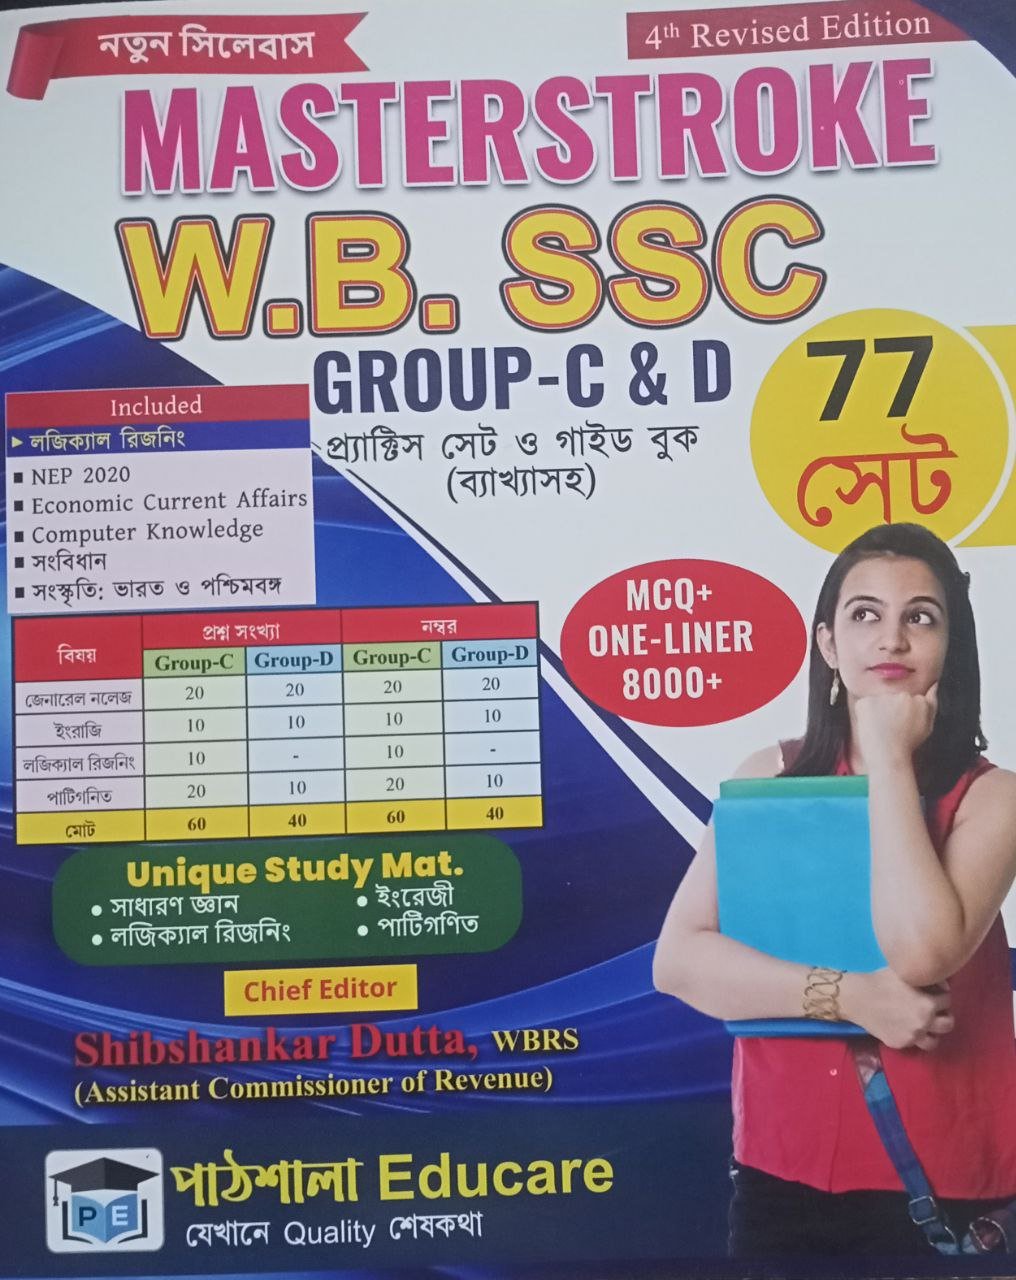 নতুন সিলেবাস
4th Revised Edition
MASTERSTROKE
W.B. SSC
GROUP-C & D
77
সেট
প্র্যাক্টিস সেট ও গাইড বুক
(ব্যাখ্যাসহ)
Included
▸ লজিক্যাল রিজনিং
▪ NEP 2020
▪ Economic Current Affairs
▪ Computer Knowledge
▪ সংবিধান
▪ সংস্কৃতি: ভারত ও পশ্চিমবঙ্গ
MCQ+
ONE-LINER
8000+
বিষয় প্রশ্ন সংখ্যা নম্বর
Group-C Group-D Group-C Group-D
জেনারেল নলেজ 20 20 20 20
ইংরাজি 10 10 10 10
লজিক্যাল রিজনিং 10 - 10 -
পাটিগনিত 20 10 20 10
মোট 60 40 60 40
Unique Study Mat.
• সাধারণ জ্ঞান • ইংরেজী
• লজিক্যাল রিজনিং • পাটিগণিত
Chief Editor
Shibshankar Dutta, WBRS
(Assistant Commissioner of Revenue)
PE
পাঠশালা Educare
যেখানে Quality শেষকথা